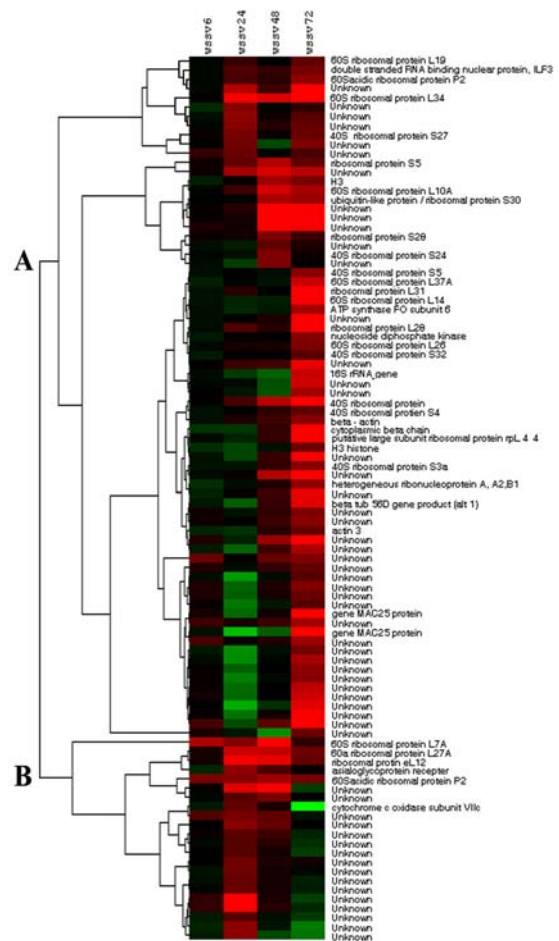 wssv6 wssv24 wssv48 wssv72
60S ribosomal protein L19
double stranded RNA binding nuclear protein, ILF3
60Sacidic ribosomal protein P2
Unknown
60S ribosomal protein L34
Unknown
Unknown
Unknown
40S ribosomal protein S27
Unknown
Unknown
ribosomal protein S5
Unknown
H3
60S ribosomal protein L10A
ubiquitin-like protein / ribosomal protein S30
Unknown
Unknown
Unknown
ribosomal protein S28
Unknown
A
40S ribosomal protein S24
Unknown
40S ribosomal protein S5
60S ribosomal protein L37A
ribosomal protein L31
60S ribosomal protein L14
ATP synthase FO subunit 6
Unknown
ribosomal protein L28
nucleoside diphosphate kinase
60S ribosomal protein L26
40S ribosomal protein S32
Unknown
16S rRNA gene
Unknown
Unknown
40S ribosomal protein
40S ribosomal protien S4
beta - actin
cytoplasmic beta chain
putative large subunit ribosomal protein rpL 4 4
H3 histone
Unknown
40S ribosomal protein S3a
Unknown
heterogeneous ribonucleoprotein A, A2,B1
Unknown
beta tub 56D gene product (alt 1)
Unknown
Unknown
actin 3
Unknown
Unknown
Unknown
Unknown
Unknown
Unknown
Unknown
Unknown
gene MAC25 protein
Unknown
gene MAC25 protein
Unknown
Unknown
Unknown
Unknown
Unknown
Unknown
Unknown
Unknown
Unknown
Unknown
Unknown
60S ribosomal protein L7A
60a ribosomal protein L27A
ribosomal protin eL12
B
asialoglycoprotein recepter
60Sacidic ribosomal protein P2
Unknown
Unknown
cytochrome c oxidase subunit VIIc
Unknown
Unknown
Unknown
Unknown
Unknown
Unknown
Unknown
Unknown
Unknown
Unknown
Unknown
Unknown
Unknown
Unknown